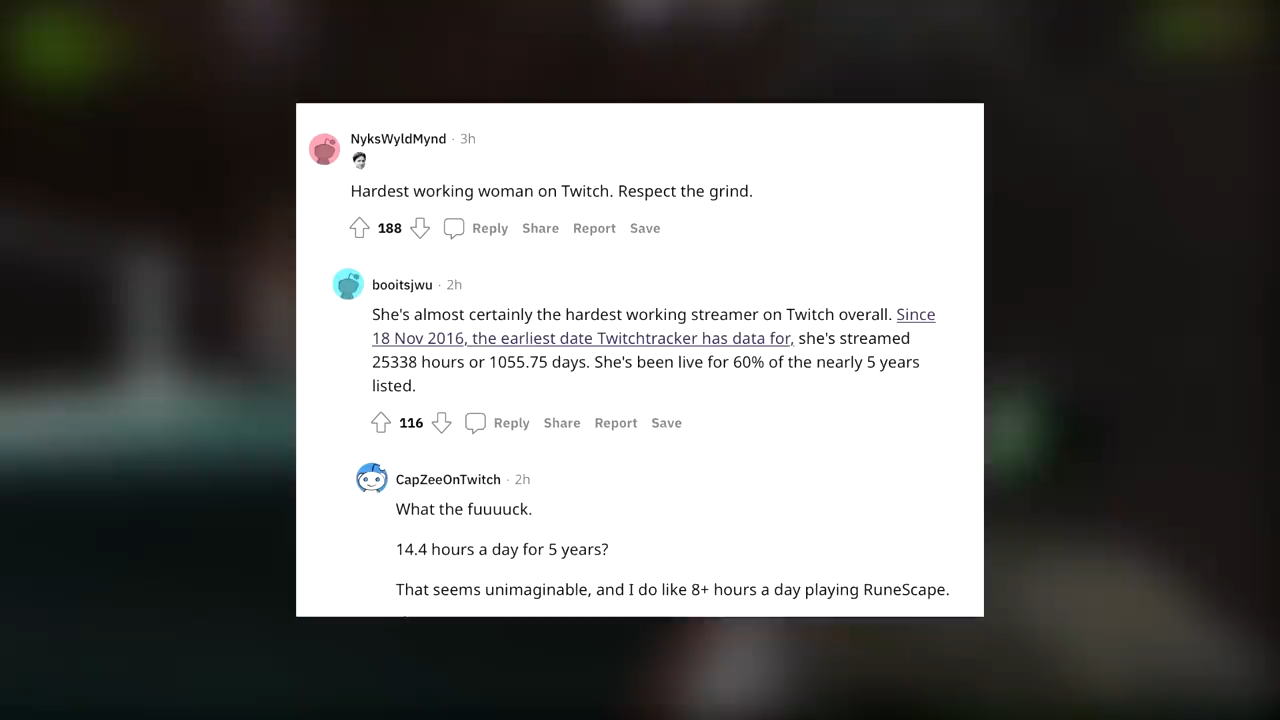 NyksWyldMynd · 3h
Hardest working woman on Twitch. Respect the grind.
188 Reply Share Report Save
booitsjwu · 2h
She's almost certainly the hardest working streamer on Twitch overall. Since
18 Nov 2016, the earliest date Twitchtracker has data for, she's streamed
25338 hours or 1055.75 days. She's been live for 60% of the nearly 5 years
listed.
116 Reply Share Report Save
CapZeeOnTwitch · 2h
What the fuuuuck.
14.4 hours a day for 5 years?
That seems unimaginable, and I do like 8+ hours a day playing RuneScape.